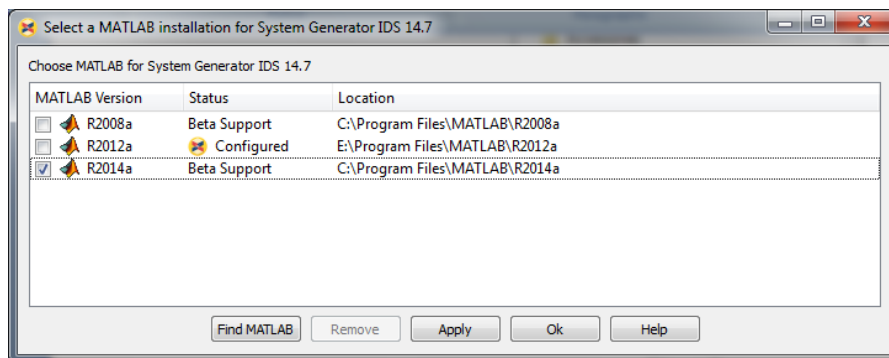 Select a MATLAB installation for System Generator IDS 14.7
Choose MATLAB for System Generator IDS 14.7
MATLAB Version Status Location
R2008a Beta Support C:\Program Files\MATLAB\R2008a
R2012a Configured E:\Program Files\MATLAB\R2012a
R2014a Beta Support C:\Program Files\MATLAB\R2014a
Find MATLAB Remove Apply Ok Help